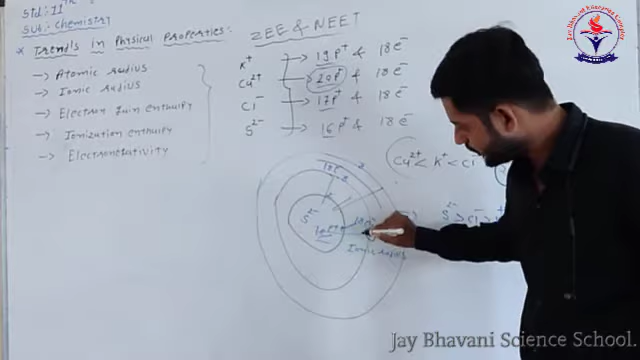 Std: 11th
Sub:- Chemistry
ZEE & NEET
* Trends in Physical Properties:
→ Atomic radius
→ Ionic radius
→ Electron Gain enthalpy
→ Ionization enthalpy
→ Electronegativity
K⁺ → 19P⁺ & 18e⁻
Ca²⁺ → 20P⁺ & 18e⁻
Cl⁻ → 17P⁺ & 18e⁻
S²⁻ → 16P⁺ & 18e⁻
Ca²⁺ < K⁺ < Cl⁻
S²⁻ > Cl⁻ >
S²⁻
Ionic radius
Jay Bhavani Science School.